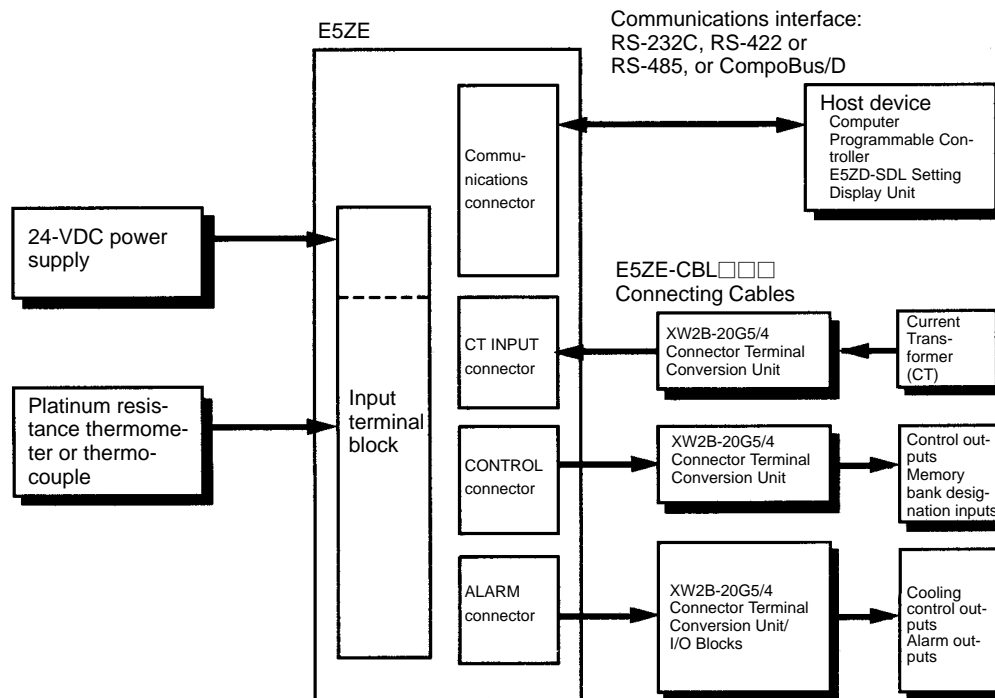 E5ZE
Communications interface:
RS-232C, RS-422 or
RS-485, or CompoBus/D
Host device
Computer
Programmable Con-
troller
E5ZD-SDL Setting
Display Unit
Commu-
nications
connector
24-VDC power
supply
E5ZE-CBL□□□
Connecting Cables
CT INPUT
connector
XW2B-20G5/4
Connector Terminal
Conversion Unit
Current
Trans-
former
(CT)
Platinum resis-
tance thermome-
ter or thermo-
couple
Input
terminal
block
CONTROL
connector
XW2B-20G5/4
Connector Terminal
Conversion Unit
Control out-
puts
Memory
bank desig-
nation inputs
ALARM
connector
XW2B-20G5/4
Connector Terminal
Conversion Unit/
I/O Blocks
Cooling
control out-
puts
Alarm out-
puts